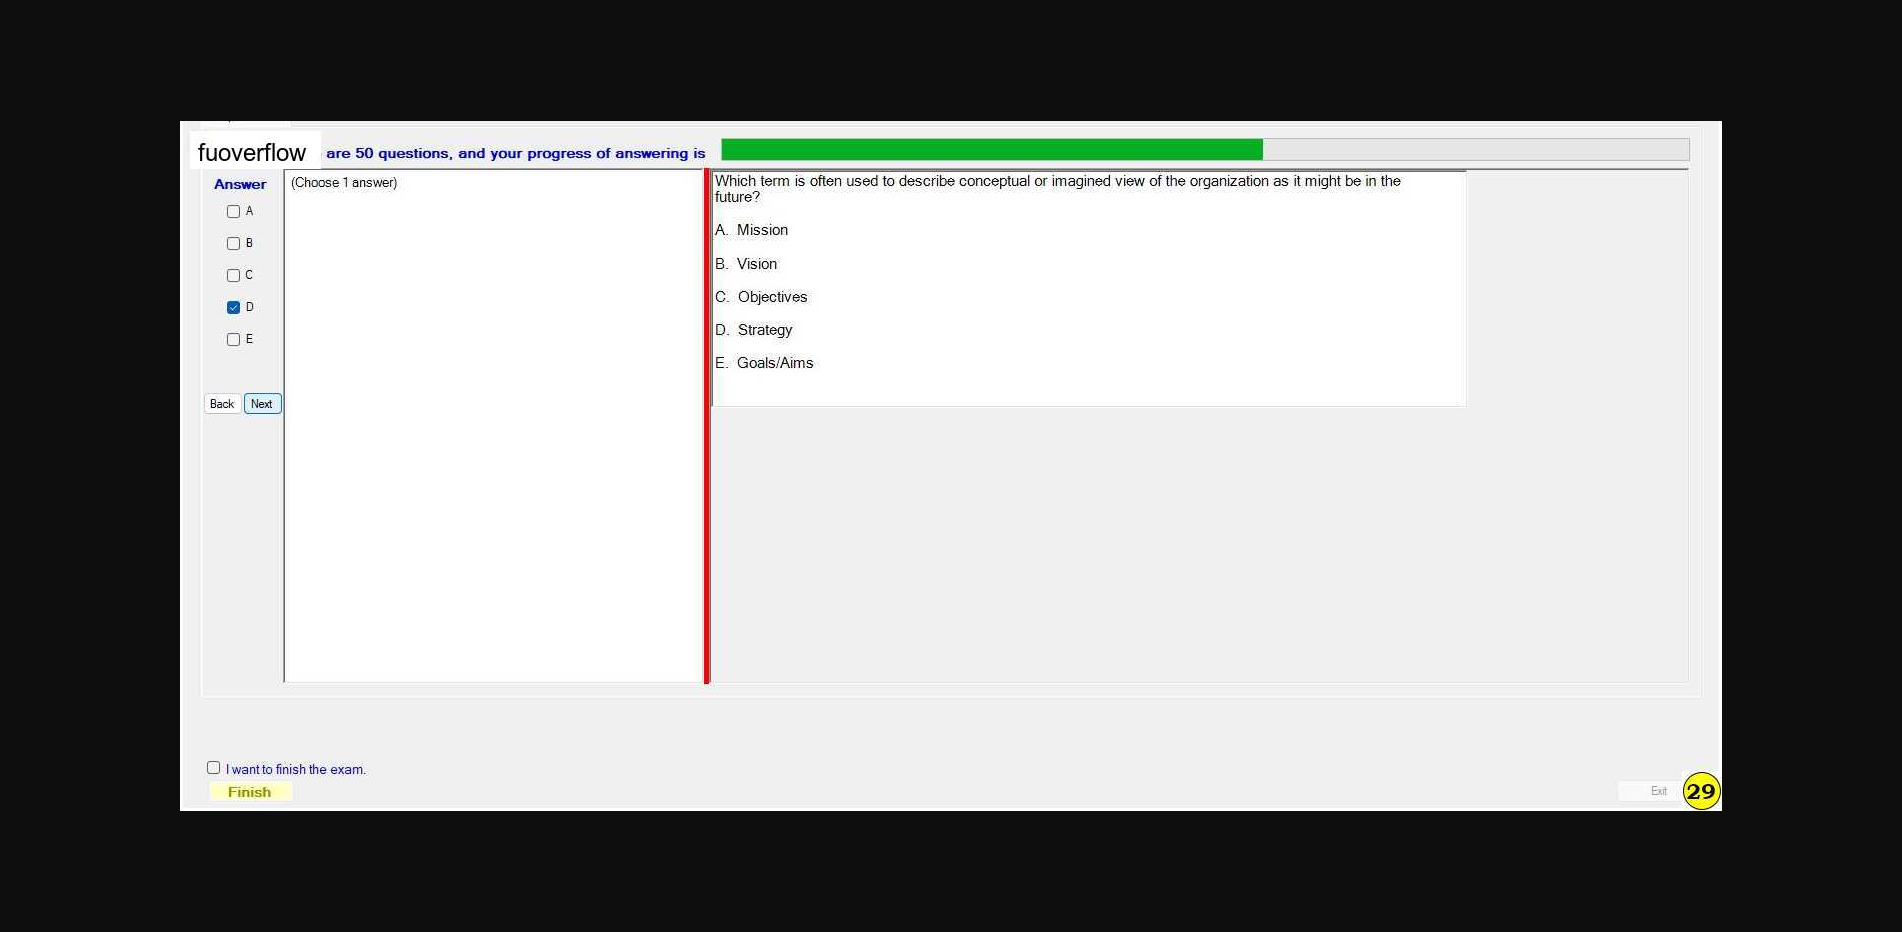 fuoverflow are 50 questions, and your progress of answering is
Answer
(Choose 1 answer)
A
B
C
D
E
Back Next
Which term is often used to describe conceptual or imagined view of the organization as it might be in the
future?
A. Mission
B. Vision
C. Objectives
D. Strategy
E. Goals/Aims
I want to finish the exam.
Finish
Exit
29